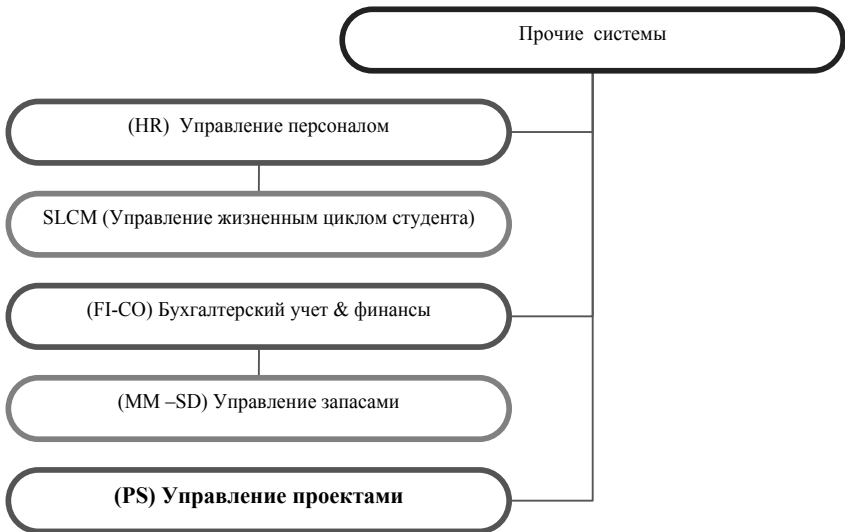 Прочие системы
(HR) Управление персоналом
SLCM (Управление жизненным циклом студента)
(FI-CO) Бухгалтерский учет & финансы
(MM –SD) Управление запасами
(PS) Управление проектами